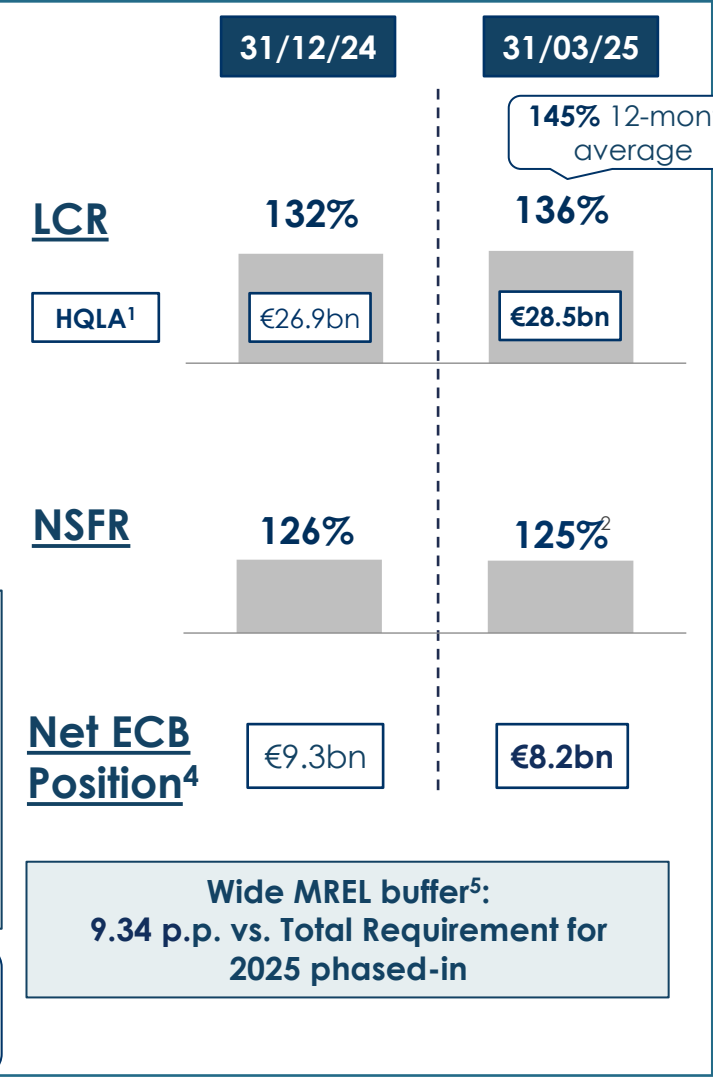 31/12/24
31/03/25
145% 12-mon
average
LCR
132%
136%
HQLA¹
€26.9bn
€28.5bn
NSFR
126%
125%²
Net ECB
Position⁴
€9.3bn
€8.2bn
Wide MREL buffer⁵:
9.34 p.p. vs. Total Requirement for
2025 phased-in